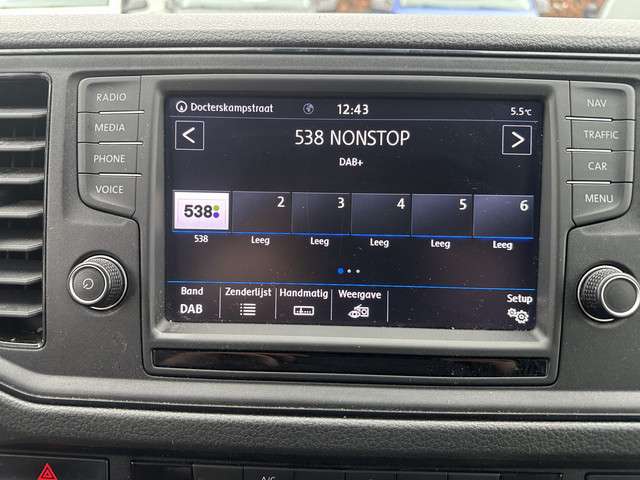 RADIO
MEDIA
PHONE
VOICE
Docterskampstraat 12:43 5.5°C
538 NONSTOP
DAB+
538 2 3 4 5 6
538 Leeg Leeg Leeg Leeg Leeg
Band Zenderlijst Handmatig Weergave Setup
DAB
NAV
TRAFFIC
CAR
MENU
A/C